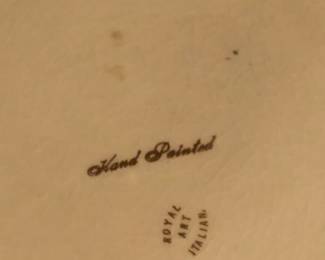 Hand Painted
ROYAL
ART
ITALIAN